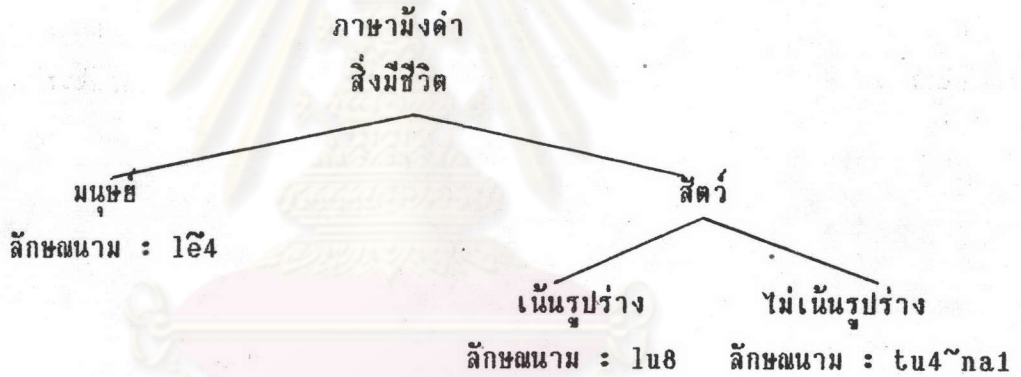 ภาษาม้งดำ
สิ่งมีชีวิต
มนุษย์ สัตว์
ลักษณนาม : lẽ4
เน้นรูปร่าง ไม่เน้นรูปร่าง
ลักษณนาม : lu8 ลักษณนาม : tu4~na1